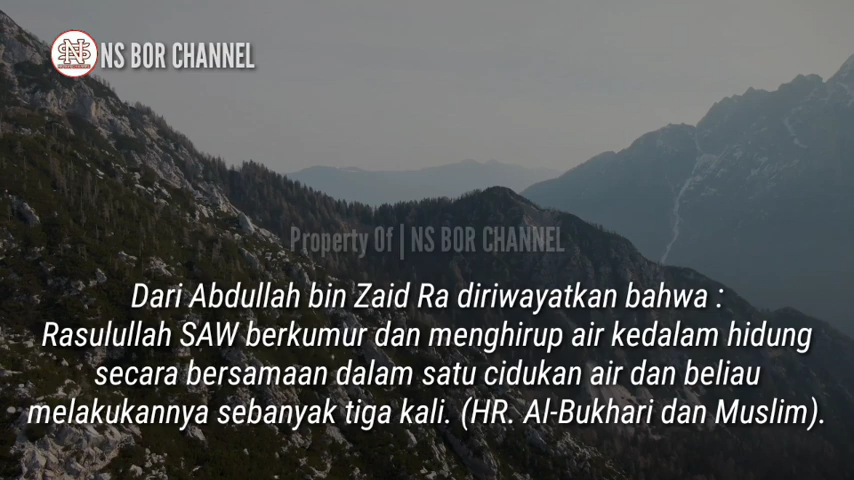 NS BOR CHANNEL
Property Of | NS BOR CHANNEL
Dari Abdullah bin Zaid Ra diriwayatkan bahwa :
Rasulullah SAW berkumur dan menghirup air kedalam hidung
secara bersamaan dalam satu cidukan air dan beliau
melakukannya sebanyak tiga kali. (HR. Al-Bukhari dan Muslim).